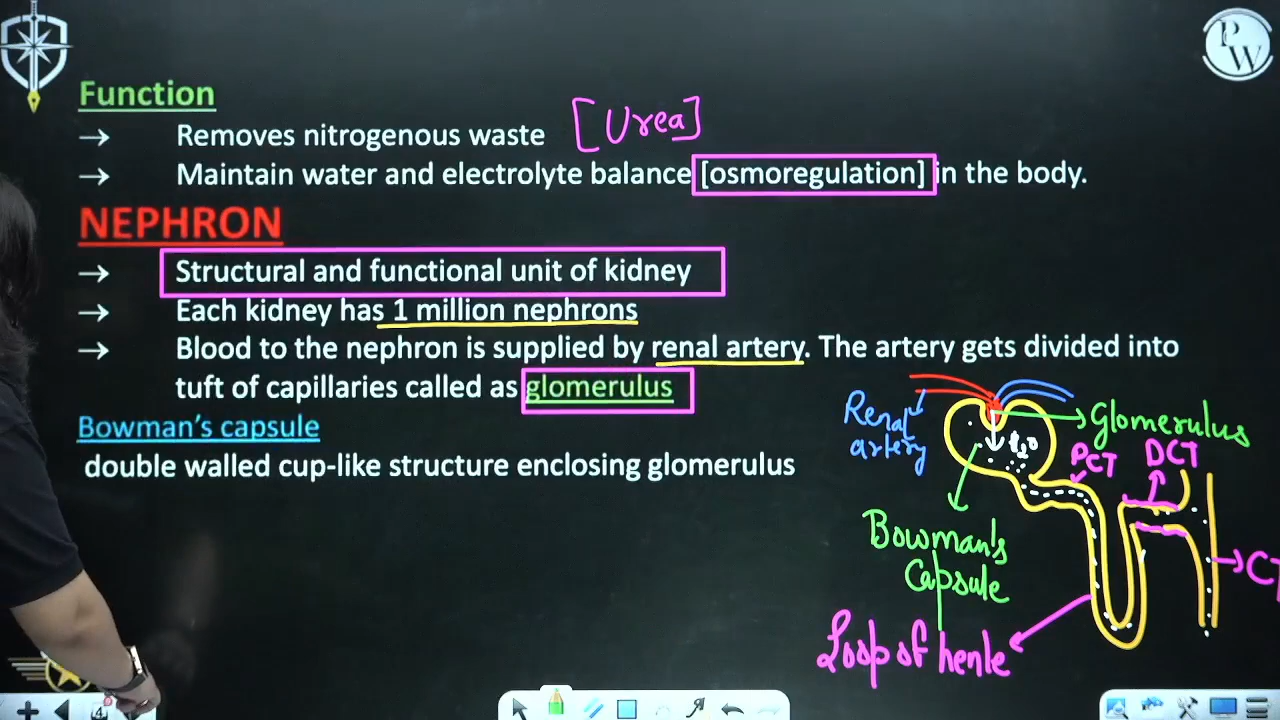 Function
→ Removes nitrogenous waste [Urea]
→ Maintain water and electrolyte balance [osmoregulation] in the body.
NEPHRON
→ Structural and functional unit of kidney
→ Each kidney has 1 million nephrons
→ Blood to the nephron is supplied by renal artery. The artery gets divided into
tuft of capillaries called as glomerulus
Bowman's capsule
double walled cup-like structure enclosing glomerulus
Renal
artery
Glomerulus
PCT
DCT
Bowman's
Capsule
CT
Loop of henle
PW
4